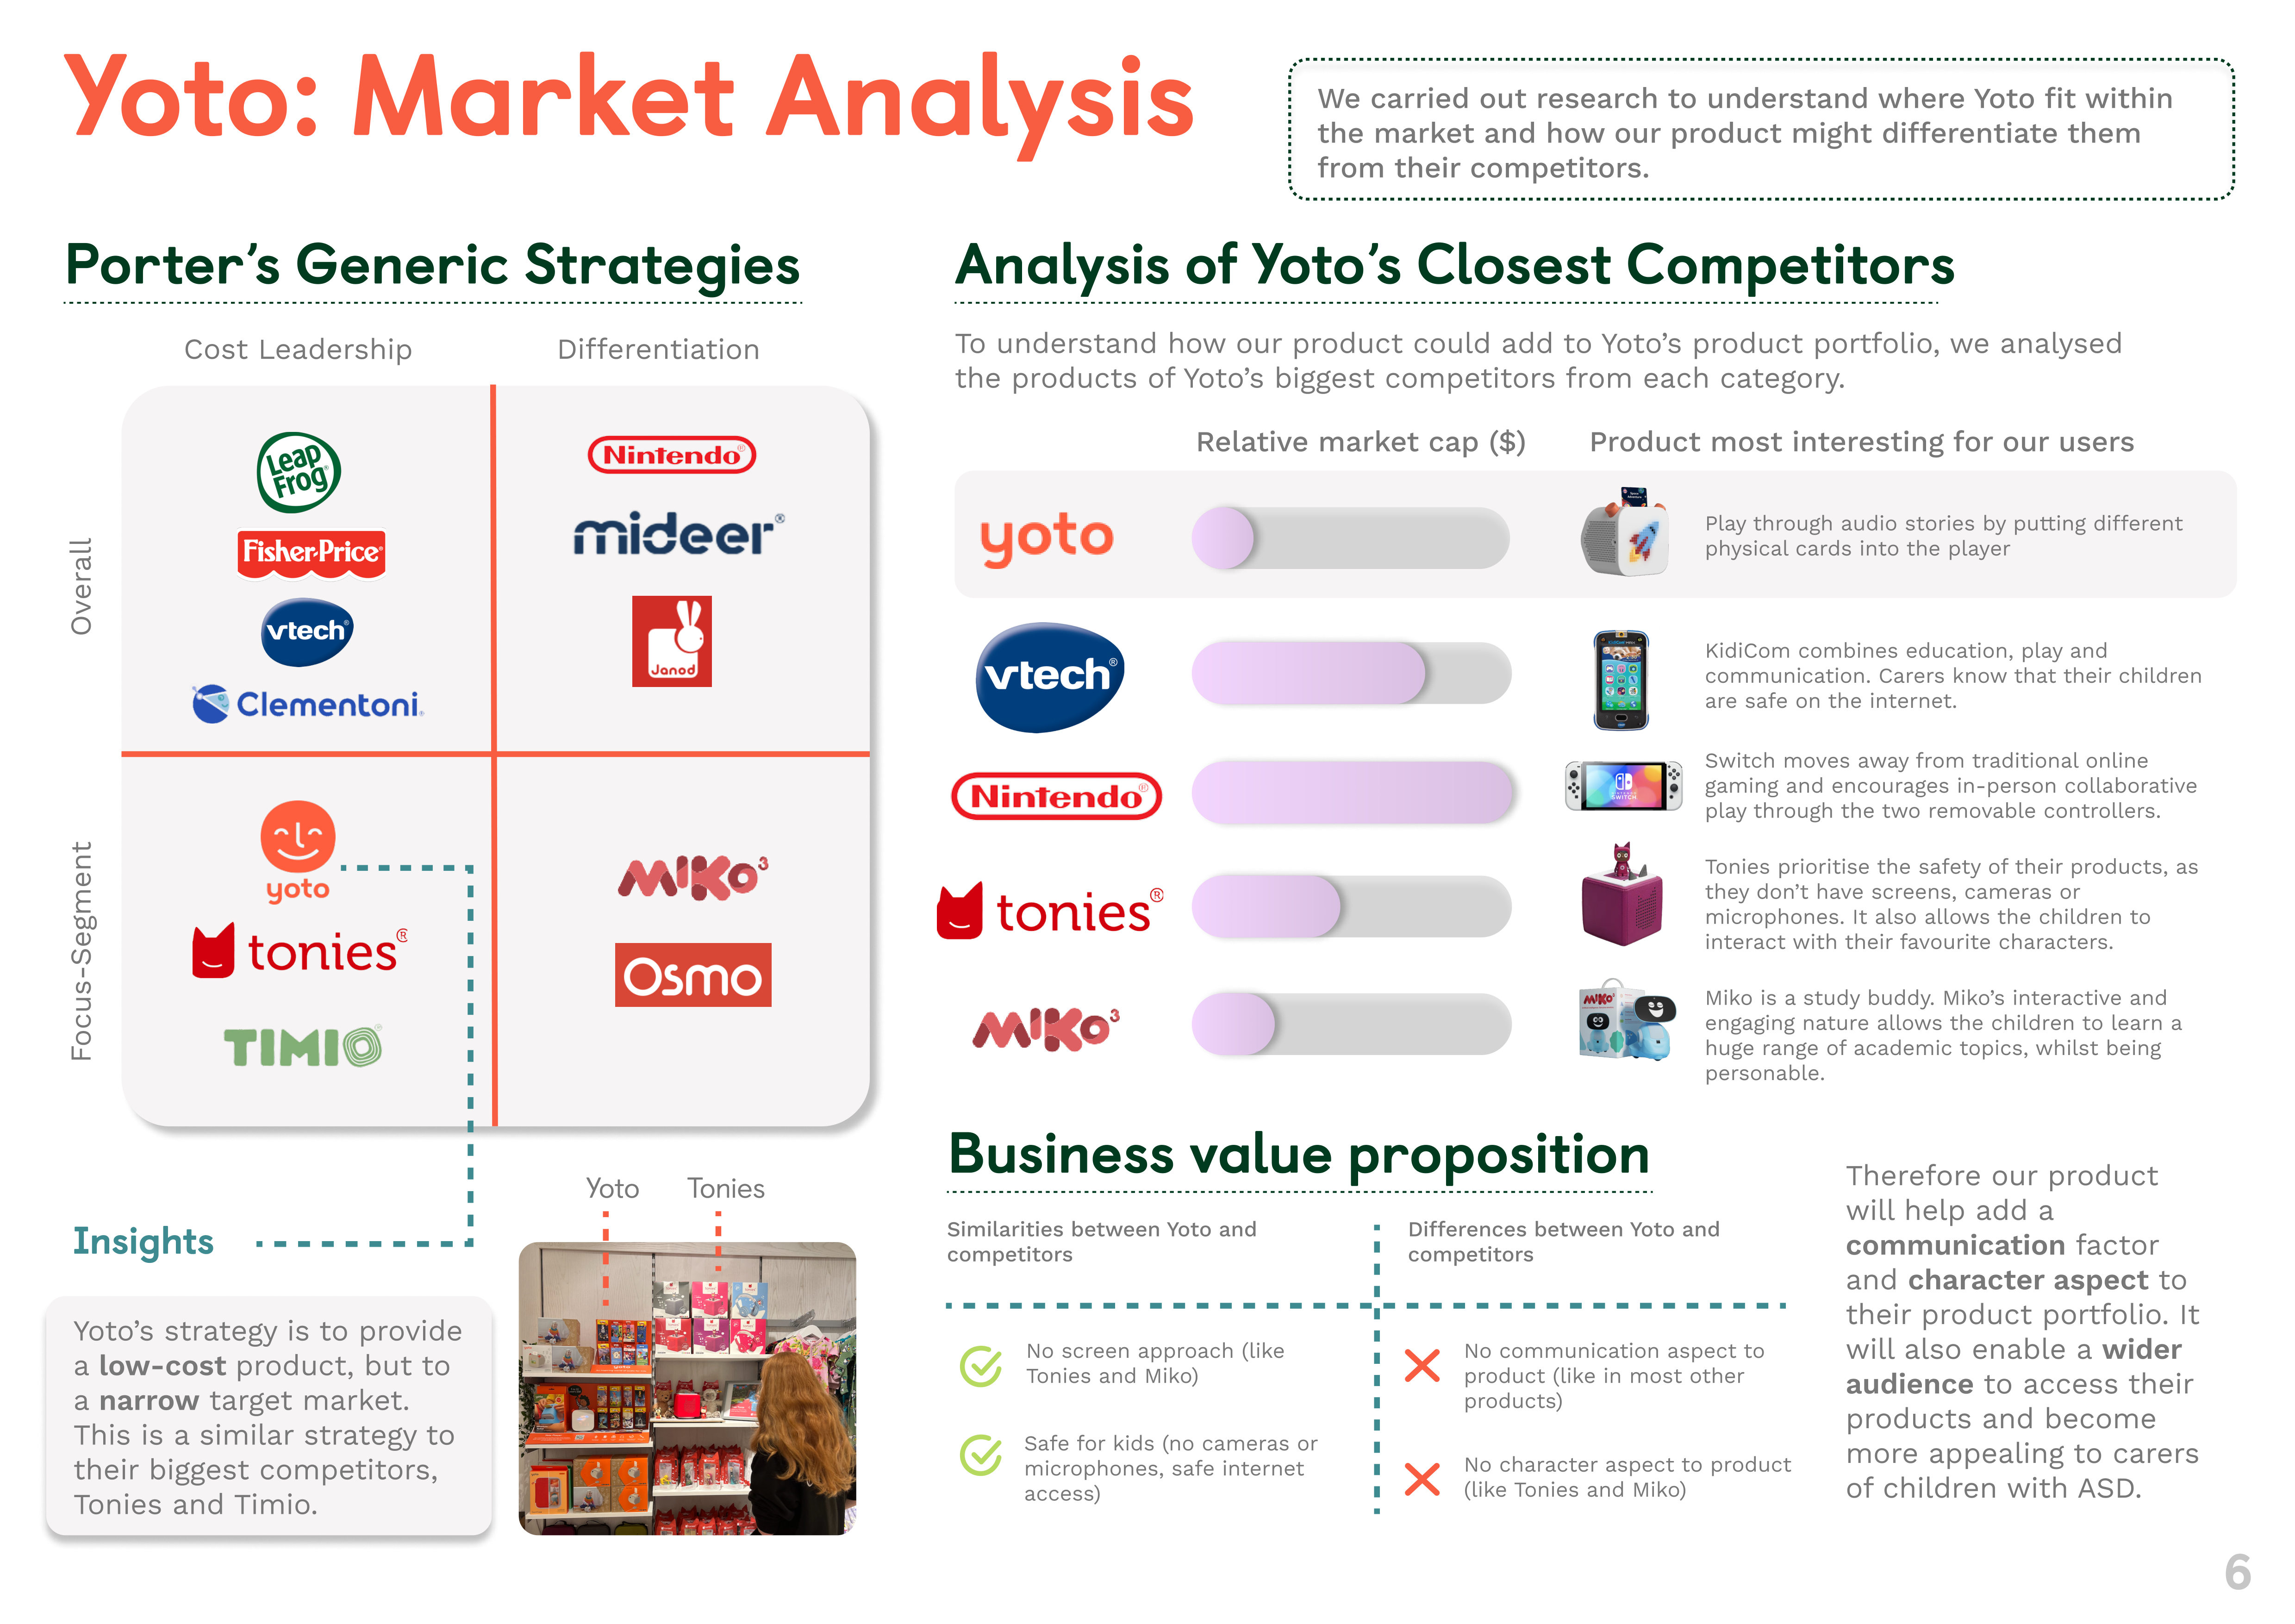 Yoto: Market Analysis
We carried out research to understand where Yoto fit within
the market and how our product might differentiate them
from their competitors.
Porter's Generic Strategies
Cost Leadership
Differentiation
Overall
Leap
Frog
Fisher-Price®
vtech®
Clementoni®
Nintendo®
mideer®
Janod
Focus-Segment
yoto
tonies®
TIMIO®
MIKO3
Osmo
Insights
Yoto's strategy is to provide
a low-cost product, but to
a narrow target market.
This is a similar strategy to
their biggest competitors,
Tonies and Timio.
Yoto
Tonies
Analysis of Yoto's Closest Competitors
To understand how our product could add to Yoto's product portfolio, we analysed
the products of Yoto's biggest competitors from each category.
Relative market cap ($)
Product most interesting for our users
yoto
Play through audio stories by putting different
physical cards into the player
vtech®
KidiCom combines education, play and
communication. Carers know that their children
are safe on the internet.
Nintendo®
SWITCH
Switch moves away from traditional online
gaming and encourages in-person collaborative
play through the two removable controllers.
tonies®
Tonies prioritise the safety of their products, as
they don't have screens, cameras or
microphones. It also allows the children to
interact with their favourite characters.
MIKO3
MIKO3
Miko is a study buddy. Miko's interactive and
engaging nature allows the children to learn a
huge range of academic topics, whilst being
personable.
Business value proposition
Similarities between Yoto and
competitors
Differences between Yoto and
competitors
No screen approach (like
Tonies and Miko)
Safe for kids (no cameras or
microphones, safe internet
access)
No communication aspect to
product (like in most other
products)
No character aspect to product
(like Tonies and Miko)
Therefore our product
will help add a
communication factor
and character aspect to
their product portfolio. It
will also enable a wider
audience to access their
products and become
more appealing to carers
of children with ASD.
6